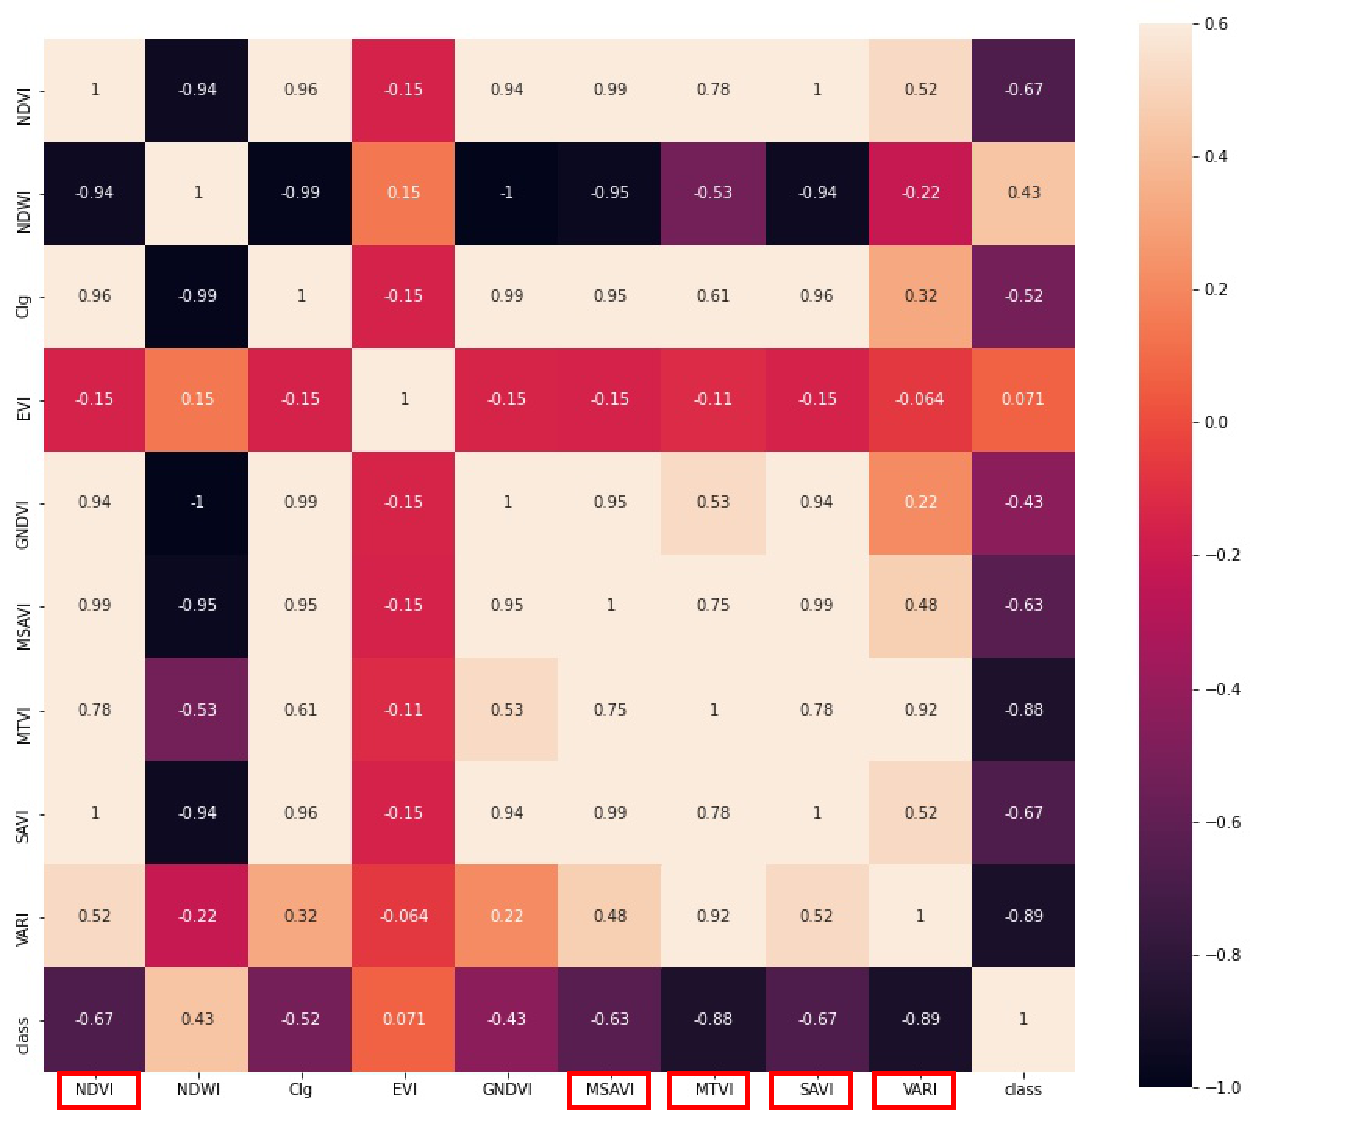 NDVI 1 -0.94 0.96 -0.15 0.94 0.99 0.78 1 0.52 -0.67
NDWI -0.94 1 -0.99 0.15 -1 -0.95 -0.53 -0.94 -0.22 0.43
CIg 0.96 -0.99 1 -0.15 0.99 0.95 0.61 0.96 0.32 -0.52
EVI -0.15 0.15 -0.15 1 -0.15 -0.15 -0.11 -0.15 -0.064 0.071
GNDVI 0.94 -1 0.99 -0.15 1 0.95 0.53 0.94 0.22 -0.43
MSAVI 0.99 -0.95 0.95 -0.15 0.95 1 0.75 0.99 0.48 -0.63
MTVI 0.78 -0.53 0.61 -0.11 0.53 0.75 1 0.78 0.92 -0.88
SAVI 1 -0.94 0.96 -0.15 0.94 0.99 0.78 1 0.52 -0.67
VARI 0.52 -0.22 0.32 -0.064 0.22 0.48 0.92 0.52 1 -0.89
class -0.67 0.43 -0.52 0.071 -0.43 -0.63 -0.88 -0.67 -0.89 1
NDVI NDWI CIg EVI GNDVI MSAVI MTVI SAVI VARI class
0.6
0.4
0.2
0.0
−0.2
−0.4
−0.6
−0.8
−1.0